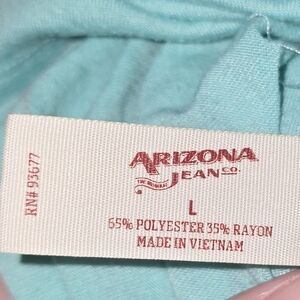 RN# 93677
ARIZONA
THE ORIGINAL
JEAN CO.
L
65% POLYESTER 35% RAYON
MADE IN VIETNAM